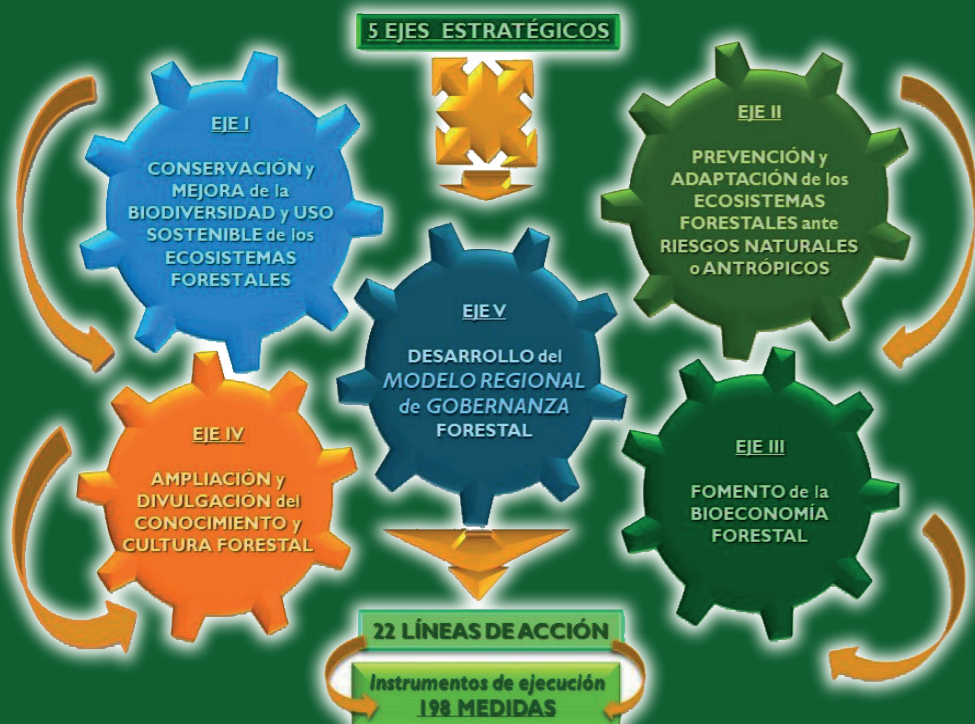 5 EJES ESTRATÉGICOS
EJE I
CONSERVACIÓN y
MEJORA de la
BIODIVERSIDAD y USO
SOSTENIBLE de los
ECOSISTEMAS
FORESTALES
EJE II
PREVENCIÓN y
ADAPTACIÓN de los
ECOSISTEMAS
FORESTALES ante
RIESGOS NATURALES
o ANTRÓPICOS
EJE V
DESARROLLO del
MODELO REGIONAL
de GOBERNANZA
FORESTAL
EJE IV
AMPLIACIÓN y
DIVULGACIÓN del
CONOCIMIENTO y
CULTURA FORESTAL
EJE III
FOMENTO de la
BIOECONOMÍA
FORESTAL
22 LÍNEAS DE ACCIÓN
Instrumentos de ejecución
198 MEDIDAS